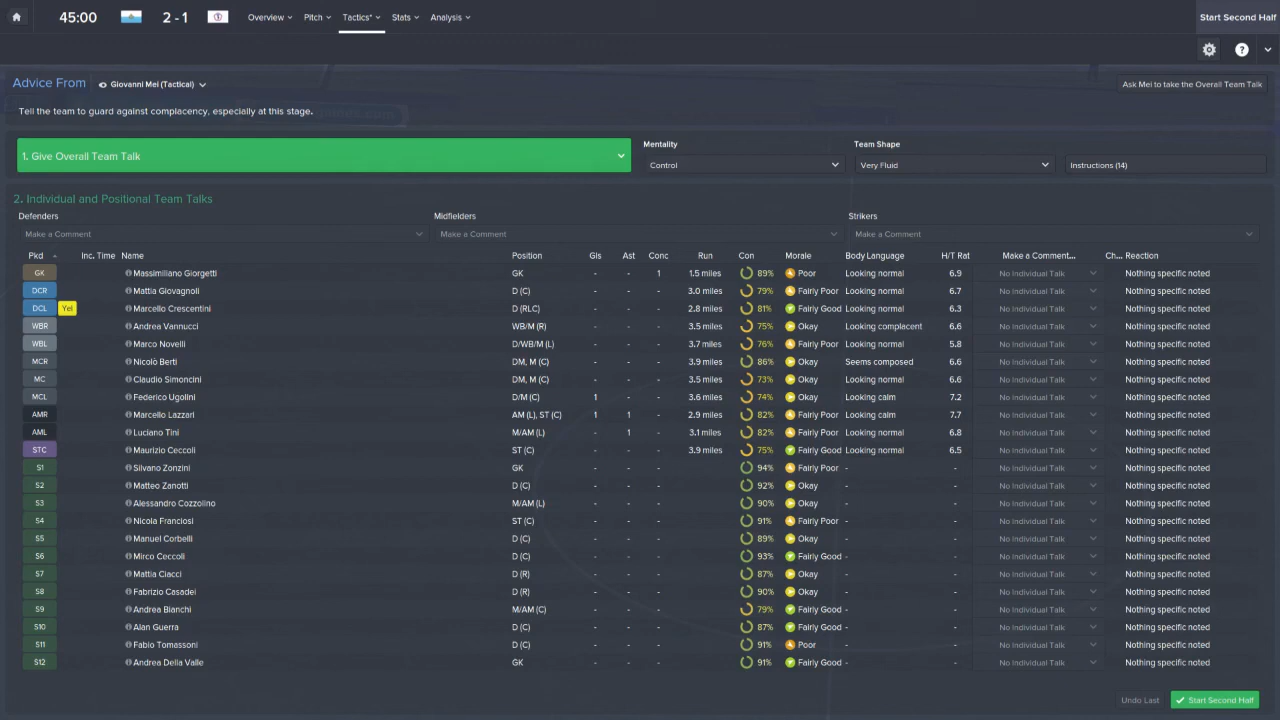 45:00 2 - 1 Overview Pitch Tactics* Stats Analysis Start Second Half
Advice From Giovanni Mei (Tactical) Ask Mei to take the Overall Team Talk
Tell the team to guard against complacency, especially at this stage.
1. Give Overall Team Talk
Mentality Team Shape
Control Very Fluid Instructions (14)
2. Individual and Positional Team Talks
Defenders Midfielders Strikers
Make a Comment Make a Comment Make a Comment
Pkd Inc. Time Name Position Gls Ast Conc Run Con Morale Body Language H/T Rat Make a Comment... Ch... Reaction
GK Massimiliano Giorgetti GK - - 1 1.5 miles 89% Poor Looking normal 6.9 No Individual Talk Nothing specific noted
DCR Mattia Giovagnoli D (C) - - - 3.0 miles 79% Fairly Poor Looking normal 6.7 No Individual Talk Nothing specific noted
DCL Yel Marcello Crescentini D (RLC) - - - 2.8 miles 81% Fairly Good Looking normal 6.3 No Individual Talk Nothing specific noted
WBR Andrea Vannucci WB/M (R) - - - 3.5 miles 75% Okay Looking complacent 6.6 No Individual Talk Nothing specific noted
WBL Marco Novelli D/WB/M (L) - - - 3.7 miles 76% Fairly Poor Looking normal 5.8 No Individual Talk Nothing specific noted
MCR Nicolò Berti DM, M (C) - - - 3.9 miles 86% Okay Seems composed 6.6 No Individual Talk Nothing specific noted
MC Claudio Simoncini DM, M (C) - - - 3.5 miles 73% Okay Looking normal 6.6 No Individual Talk Nothing specific noted
MCL Federico Ugolini D/M (C) 1 - - 3.6 miles 74% Okay Looking calm 7.2 No Individual Talk Nothing specific noted
AMR Marcello Lazzari AM (L), ST (C) 1 1 - 2.9 miles 82% Fairly Poor Looking calm 7.7 No Individual Talk Nothing specific noted
AML Luciano Tini M/AM (L) - 1 - 3.1 miles 82% Fairly Poor Looking normal 6.8 No Individual Talk Nothing specific noted
STC Maurizio Ceccoli ST (C) - - - 3.9 miles 75% Fairly Good Looking normal 6.5 No Individual Talk Nothing specific noted
S1 Silvano Zonzini GK - - - 94% Fairly Poor - - No Individual Talk Nothing specific noted
S2 Matteo Zanotti D (C) - - - 92% Okay - - No Individual Talk Nothing specific noted
S3 Alessandro Cozzolino M/AM (L) - - - 90% Okay - - No Individual Talk Nothing specific noted
S4 Nicola Franciosi ST (C) - - - 91% Fairly Poor - - No Individual Talk Nothing specific noted
S5 Manuel Corbelli D (C) - - - 89% Okay - - No Individual Talk Nothing specific noted
S6 Mirco Ceccoli D (C) - - - 93% Fairly Good - - No Individual Talk Nothing specific noted
S7 Mattia Ciacci D (R) - - - 87% Okay - - No Individual Talk Nothing specific noted
S8 Fabrizio Casadei D (R) - - - 90% Okay - - No Individual Talk Nothing specific noted
S9 Andrea Bianchi M/AM (C) - - - 79% Fairly Good - - No Individual Talk Nothing specific noted
S10 Alan Guerra D (C) - - - 87% Fairly Good - - No Individual Talk Nothing specific noted
S11 Fabio Tomassoni D (C) - - - 91% Poor - - No Individual Talk Nothing specific noted
S12 Andrea Della Valle GK - - - 91% Fairly Good - - No Individual Talk Nothing specific noted
Undo Last Start Second Half